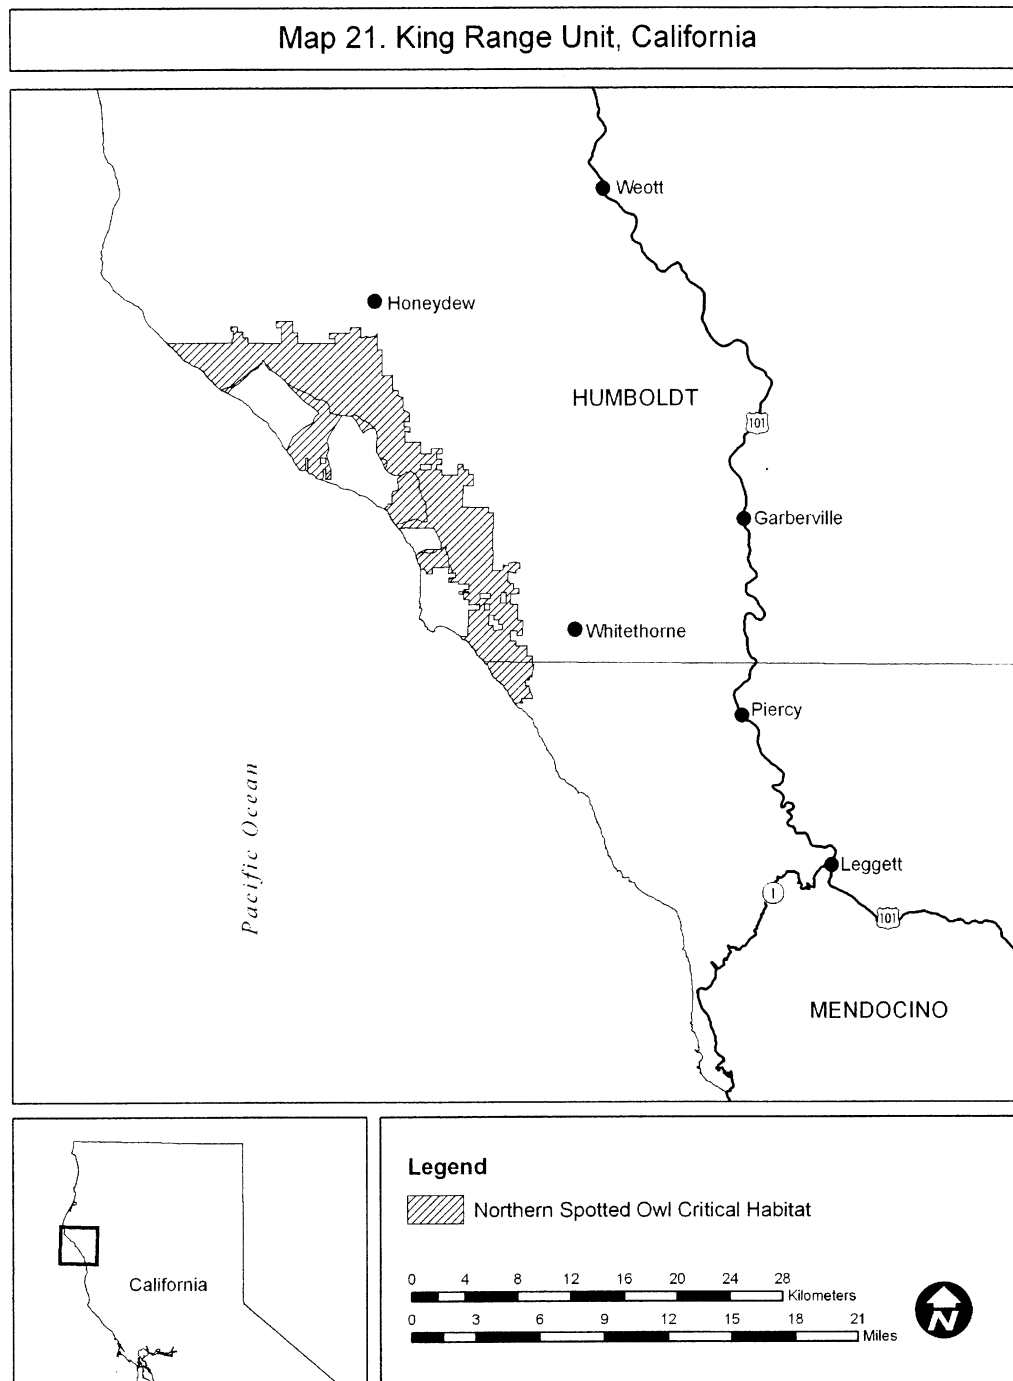 Map 21. King Range Unit, California
Weott
Honeydew
HUMBOLDT
101
Garberville
Whitethorne
Piercy
Pacific Ocean
Leggett
1
101
MENDOCINO
California
Legend
Northern Spotted Owl Critical Habitat
0 4 8 12 16 20 24 28
Kilometers
0 3 6 9 12 15 18 21
Miles
N